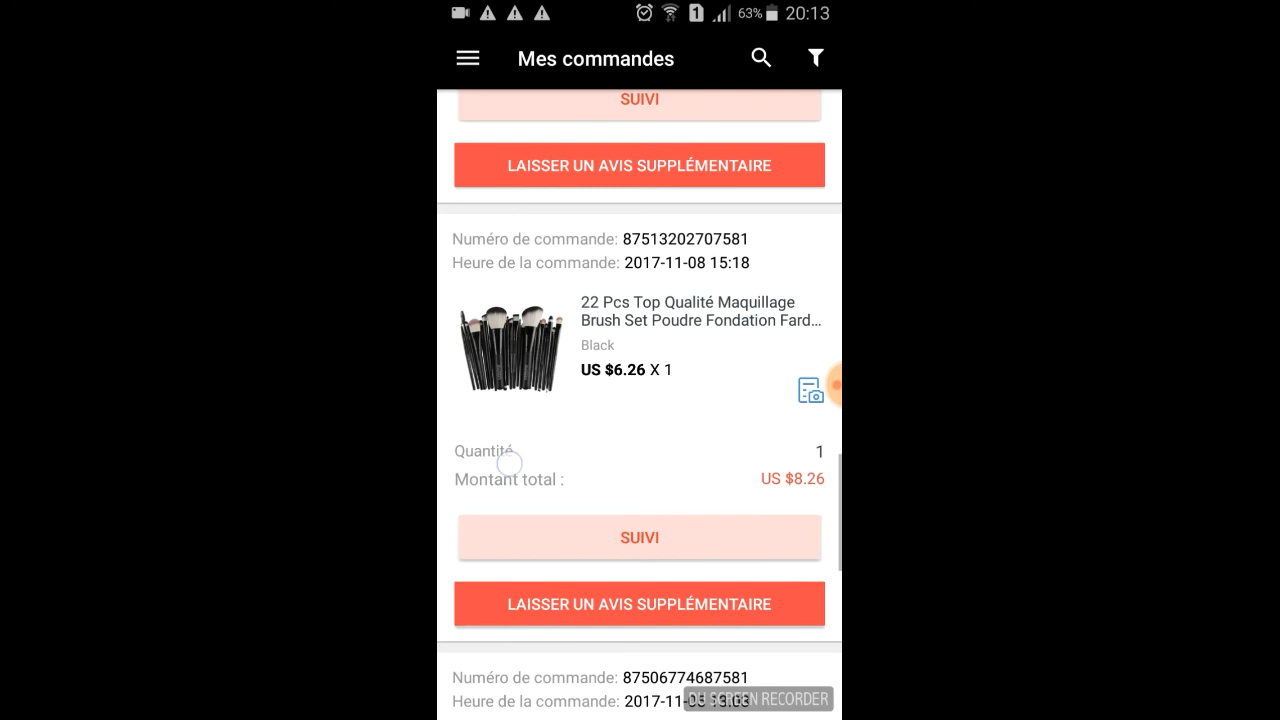 1 63% 20:13
Mes commandes
SUIVI
LAISSER UN AVIS SUPPLÉMENTAIRE
Numéro de commande: 87513202707581
Heure de la commande: 2017-11-08 15:18
22 Pcs Top Qualité Maquillage
Brush Set Poudre Fondation Fard...
Black
US $6.26 X 1
Quantité 1
Montant total : US $8.26
SUIVI
LAISSER UN AVIS SUPPLÉMENTAIRE
Numéro de commande: 87506774687581
Heure de la commande:
DU SCREEN RECORDER